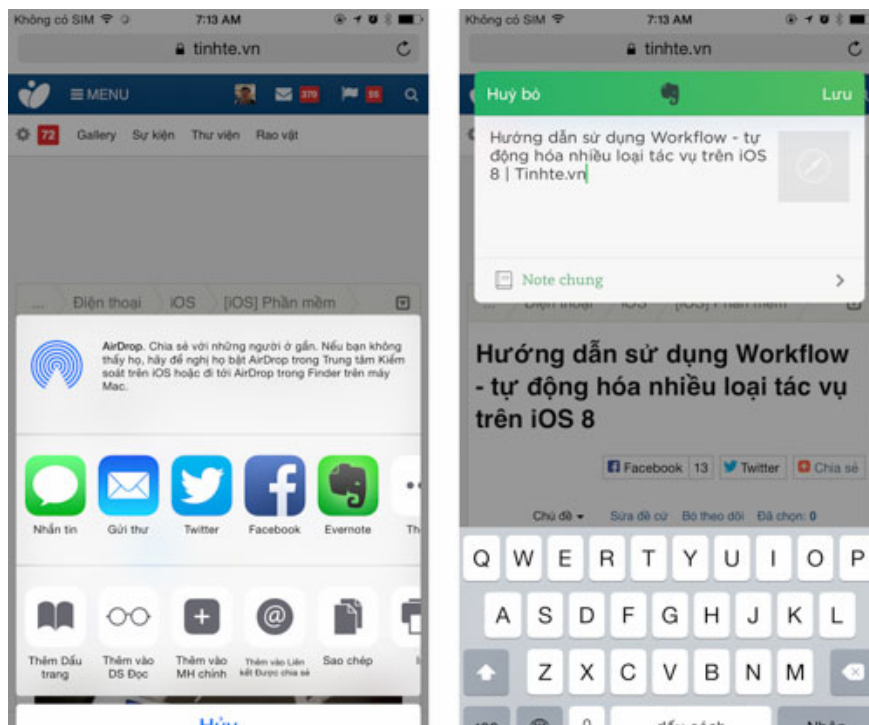 Không có SIM
7:13 AM
tinhte.vn
MENU
379
55
72
Gallery Sự kiện Thư viện Rao vặt
... Điện thoại iOS [iOS] Phần mềm
AirDrop. Chia sẻ với những người ở gần. Nếu bạn không
thấy họ, hãy đề nghị họ bật AirDrop trong Trung tâm Kiểm
soát trên iOS hoặc đi tới AirDrop trong Finder trên máy
Mac.
Nhắn tin Gửi thư Twitter Facebook Evernote
Thêm Dấu trang
Thêm vào DS Đọc
Thêm vào MH chính
Thêm vào Liên kết Được chia sẻ
Sao chép
Hủy
Không có SIM
7:13 AM
tinhte.vn
Huỷ bỏ
Lưu
Hướng dẫn sử dụng Workflow - tự
động hóa nhiều loại tác vụ trên iOS
8 | Tinhte.vn
Note chung
... Điện thoại iOS [iOS] Phần mềm
Hướng dẫn sử dụng Workflow
- tự động hóa nhiều loại tác vụ
trên iOS 8
Facebook 13 Twitter Chia sẻ
Chủ đề Sửa đề cử Bỏ theo dõi Đã chọn: 0
Q W E R T Y U I O P
A S D F G H J K L
Z X C V B N M
dấu cách
Nhập